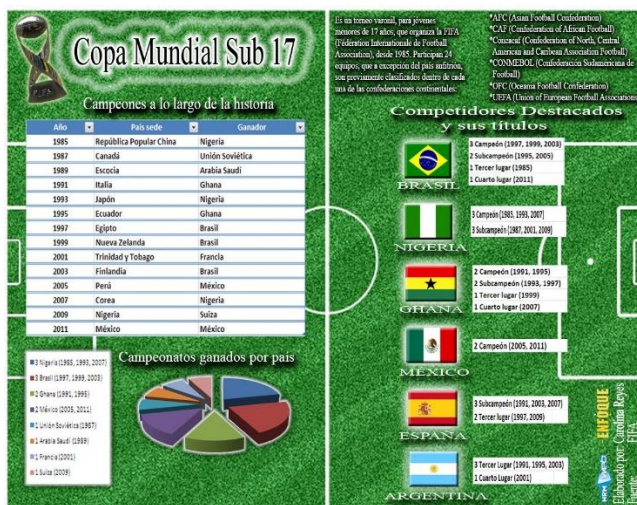 Copa Mundial Sub 17
Campeones a lo largo de la historia
Año País sede Ganador
1985 República Popular China Nigeria
1987 Canadá Unión Soviética
1989 Escocia Arabia Saudí
1991 Italia Ghana
1993 Japón Nigeria
1995 Ecuador Ghana
1997 Egipto Brasil
1999 Nueva Zelanda Brasil
2001 Trinidad y Tobago Francia
2003 Finlandia Brasil
2005 Perú México
2007 Corea Nigeria
2009 Nigeria Suiza
2011 México México
Campeonatos ganados por país
3 Nigeria (1985, 1993, 2007)
3 Brasil (1997, 1999, 2003)
2 Ghana (1991, 1995)
2 México (2005, 2011)
1 Unión Soviética (1987)
1 Arabia Saudí (1989)
1 Francia (2001)
1 Suiza (2009)
Es un torneo varonil, para jóvenes
menores de 17 años, que organiza la FIFA
(Fédération Internationale de Football
Association), desde 1985. Participan 24
equipos, que a excepción del país anfitrión,
son previamente clasificados dentro de cada
una de las confederaciones continentales:
*AFC (Asian Football Confederation)
*CAF (Confederation of African Football)
*Concacaf (Confederation of North, Central
American and Caribean Association Football)
*CONMEBOL (Confederación Sudamericana de
Football)
*OFC (Oceania Football Confederation)
*UEFA (Unions of European Football Associations)
Competidores Destacados
y sus títulos
BRASIL
3 Campeón (1997, 1999, 2003)
2 Subcampeón (1995, 2005)
1 Tercer lugar (1985)
1 Cuarto lugar (2011)
NIGERIA
3 Campeón (1985, 1993, 2007)
3 Subcampeón (1987, 2001, 2009)
GHANA
2 Campeón (1991, 1995)
2 Subcampeón (1993, 1997)
1 Tercer lugar (1999)
1 Cuarto lugar (2007)
MÉXICO
2 Campeón (2005, 2011)
ESPAÑA
3 Subcampeón (1991, 2003, 2007)
2 Tercer lugar (1997, 2009)
ARGENTINA
3 Tercer Lugar (1991, 1995, 2003)
1 Cuarto Lugar (2001)
ENFOQUE
Elaborado por: Carolina Reyes
Fuente: FIFA